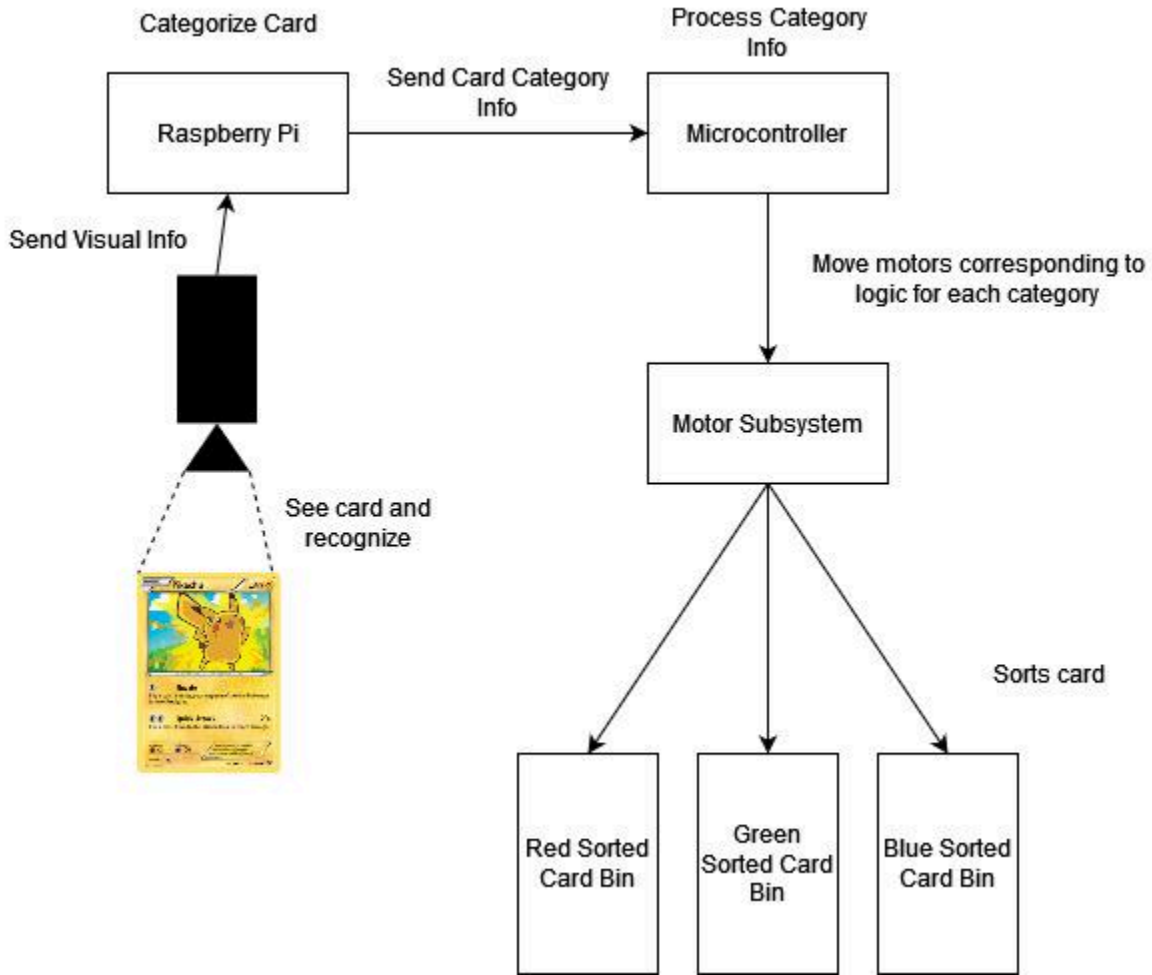 Categorize Card
Process Category
Info
Send Card Category
Info
Raspberry Pi
Microcontroller
Send Visual Info
Move motors corresponding to
logic for each category
Motor Subsystem
See card and
recognize
Pikachu
Sorts card
Red Sorted
Card Bin
Green
Sorted Card
Bin
Blue Sorted
Card Bin